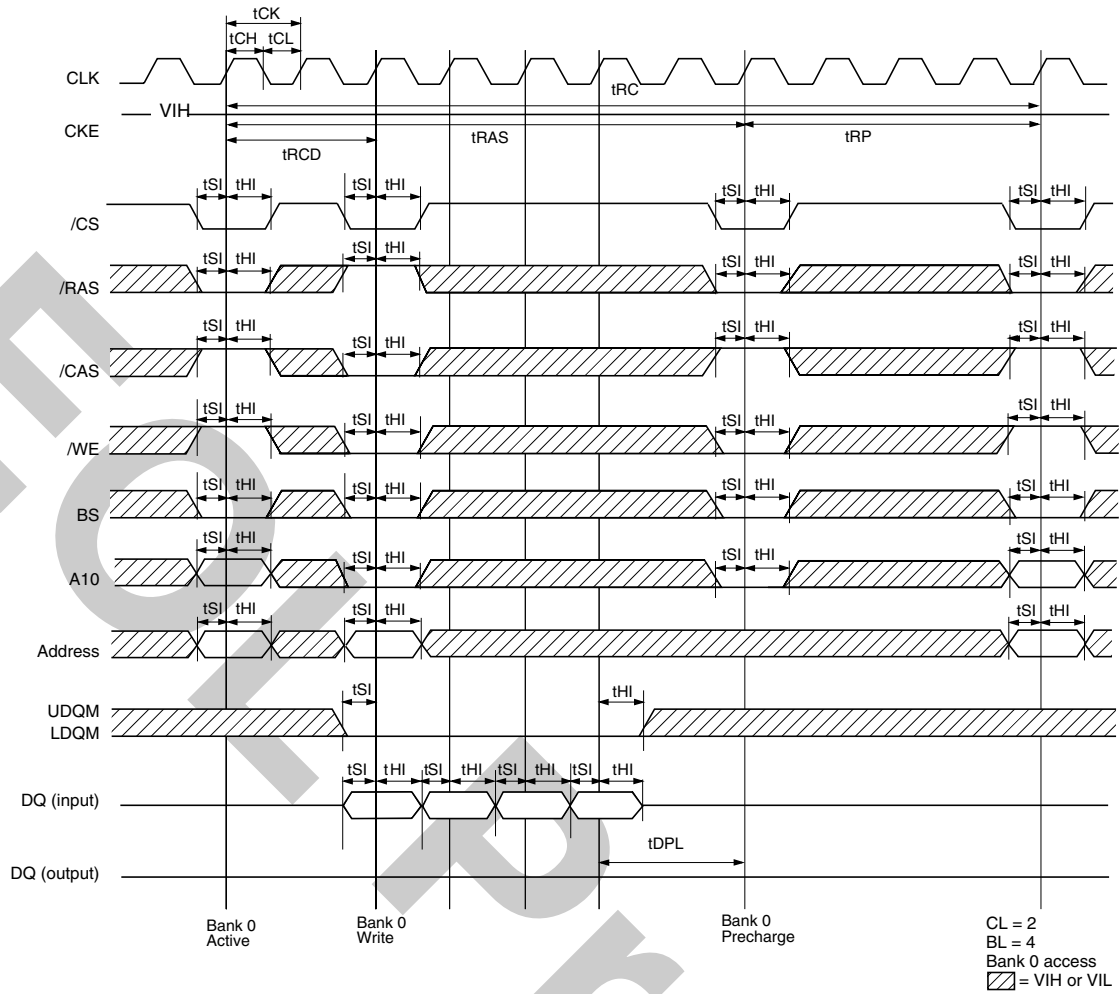 tCK
tCH tCL
CLK
tRC
VIH
CKE
tRAS tRP
tRCD
tSI tHI tSI tHI tSI tHI tSI tHI
/CS
tSI tHI
tSI tHI tSI tHI tSI tHI
/RAS
tSI tHI tSI tHI tSI tHI tSI tHI
/CAS
tSI tHI tSI tHI tSI tHI tSI tHI
/WE
tSI tHI tSI tHI tSI tHI tSI tHI
BS
tSI tHI tSI tHI tSI tHI tSI tHI
A10
tSI tHI tSI tHI tSI tHI
Address
tSI tHI
UDQM
LDQM
tSI tHI tSI tHI tSI tHI tSI tHI
DQ (input)
tDPL
DQ (output)
Bank 0
Active
Bank 0
Write
Bank 0
Precharge
CL = 2
BL = 4
Bank 0 access
= VIH or VIL